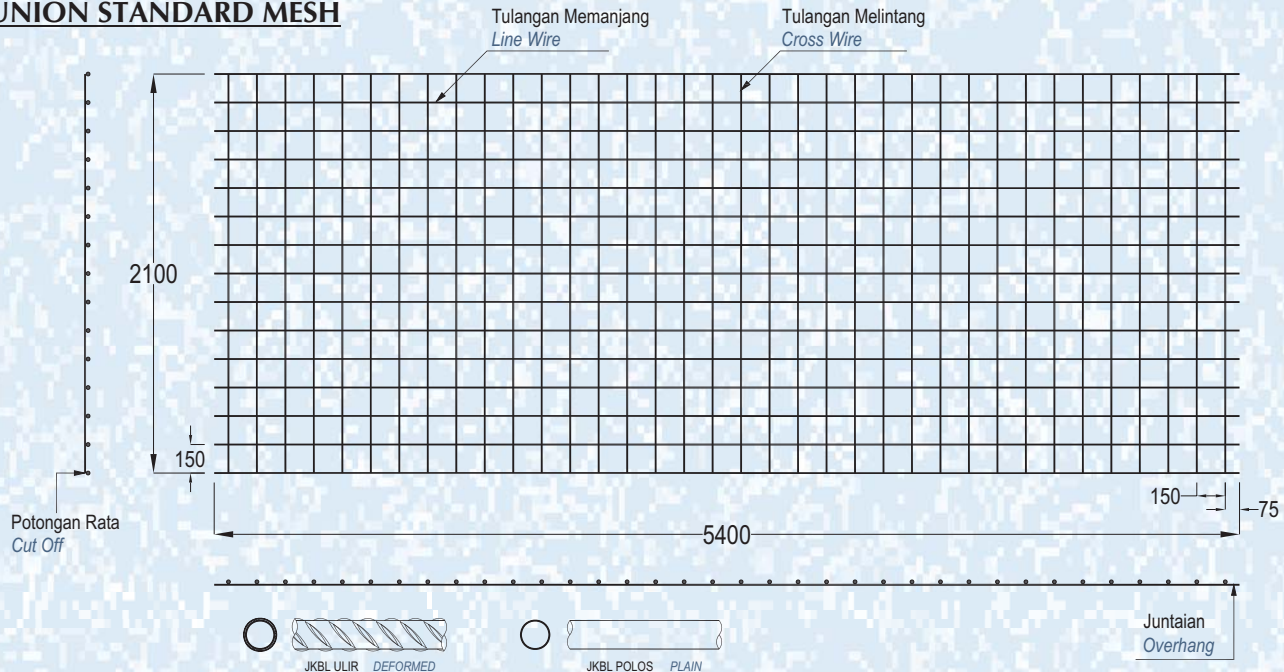 UNION STANDARD MESH
Tulangan Memanjang
Line Wire
Tulangan Melintang
Cross Wire
2100
150
Potongan Rata
Cut Off
150
75
5400
Juntaian
Overhang
JKBL ULIR DEFORMED
JKBL POLOS PLAIN